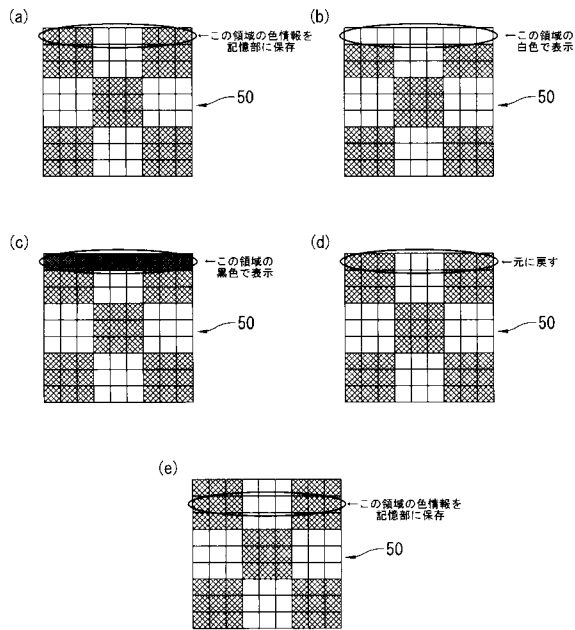 (a)
←この領域の色情報を
記憶部に保存
50
(b)
←この領域の
白色で表示
50
(c)
←この領域の
黒色で表示
50
(d)
←元に戻す
50
(e)
←この領域の色情報を
記憶部に保存
50